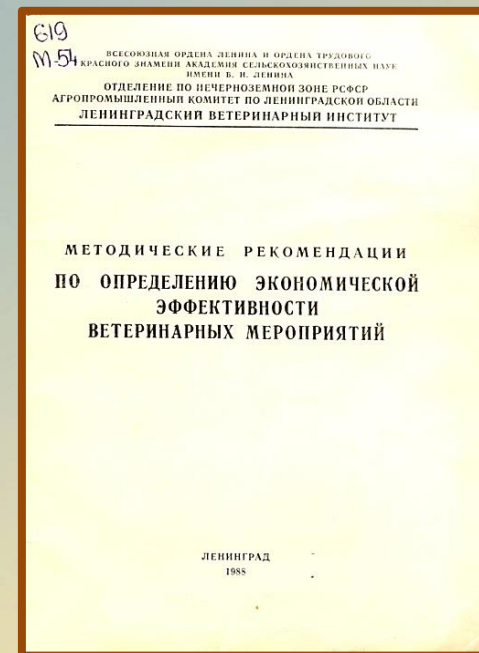 619
М-54
ВСЕСОЮЗНАЯ ОРДЕНА ЛЕНИНА И ОРДЕНА ТРУДОВОГО
КРАСНОГО ЗНАМЕНИ АКАДЕМИЯ СЕЛЬСКОХОЗЯЙСТВЕННЫХ НАУК
ИМЕНИ В. И. ЛЕНИНА
ОТДЕЛЕНИЕ ПО НЕЧЕРНОЗЕМНОЙ ЗОНЕ РСФСР
АГРОПРОМЫШЛЕННЫЙ КОМИТЕТ ПО ЛЕНИНГРАДСКОЙ ОБЛАСТИ
ЛЕНИНГРАДСКИЙ ВЕТЕРИНАРНЫЙ ИНСТИТУТ
МЕТОДИЧЕСКИЕ РЕКОМЕНДАЦИИ
ПО ОПРЕДЕЛЕНИЮ ЭКОНОМИЧЕСКОЙ
ЭФФЕКТИВНОСТИ
ВЕТЕРИНАРНЫХ МЕРОПРИЯТИЙ
ЛЕНИНГРАД
1988